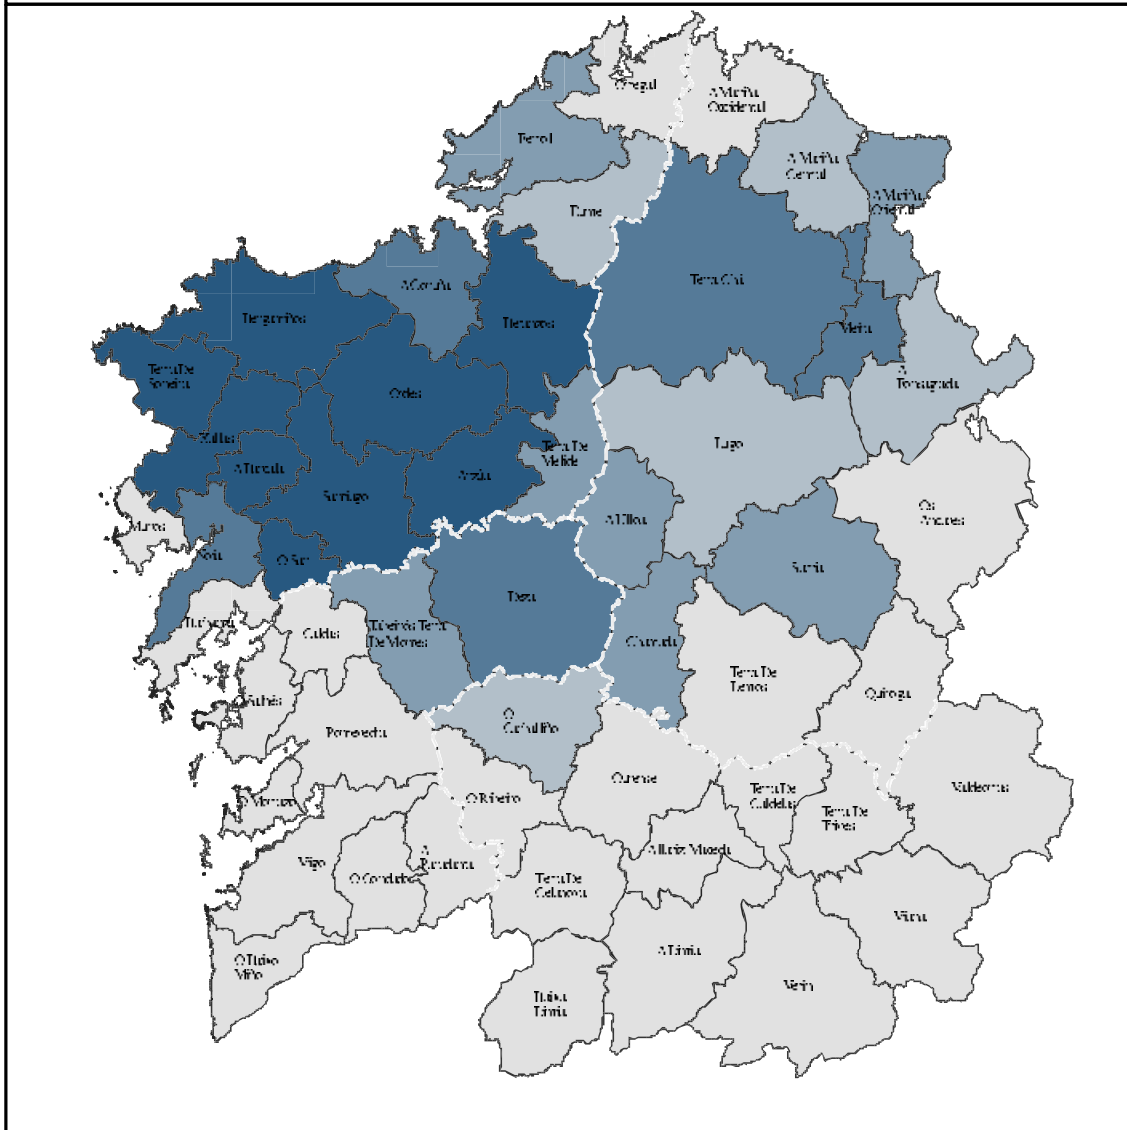 Ortegal
A Mariña
Occidental
Ferrol
A Mariña
Central
A Mariña
Oriental
Eume
Terra Chá
A Coruña
Betanzos
Bergantiños
Meira
Terra De
Soneira
A
Fonsagrada
Ordes
Xallas
Lugo
Terra De
Melide
A Barcala
Arzúa
Santiago
Os
Ancares
Muros
A Ulloa
Noia
O Sar
Sarria
Deza
Barbanza
Caldas
Tabeirós Terra
De Montes
Chantada
Terra De
Lemos
Quiroga
O Salnés
O
Carballiño
Pontevedra
Ourense
Valdeorras
O Morrazo
O Ribeiro
Terra De
Caldelas
Terra De
Trives
Vigo
A
Paradanta
Allariz Maceda
O Condado
Terra De
Celanova
Viana
A Limia
O Baixo
Miño
Verín
Baixa
Limia